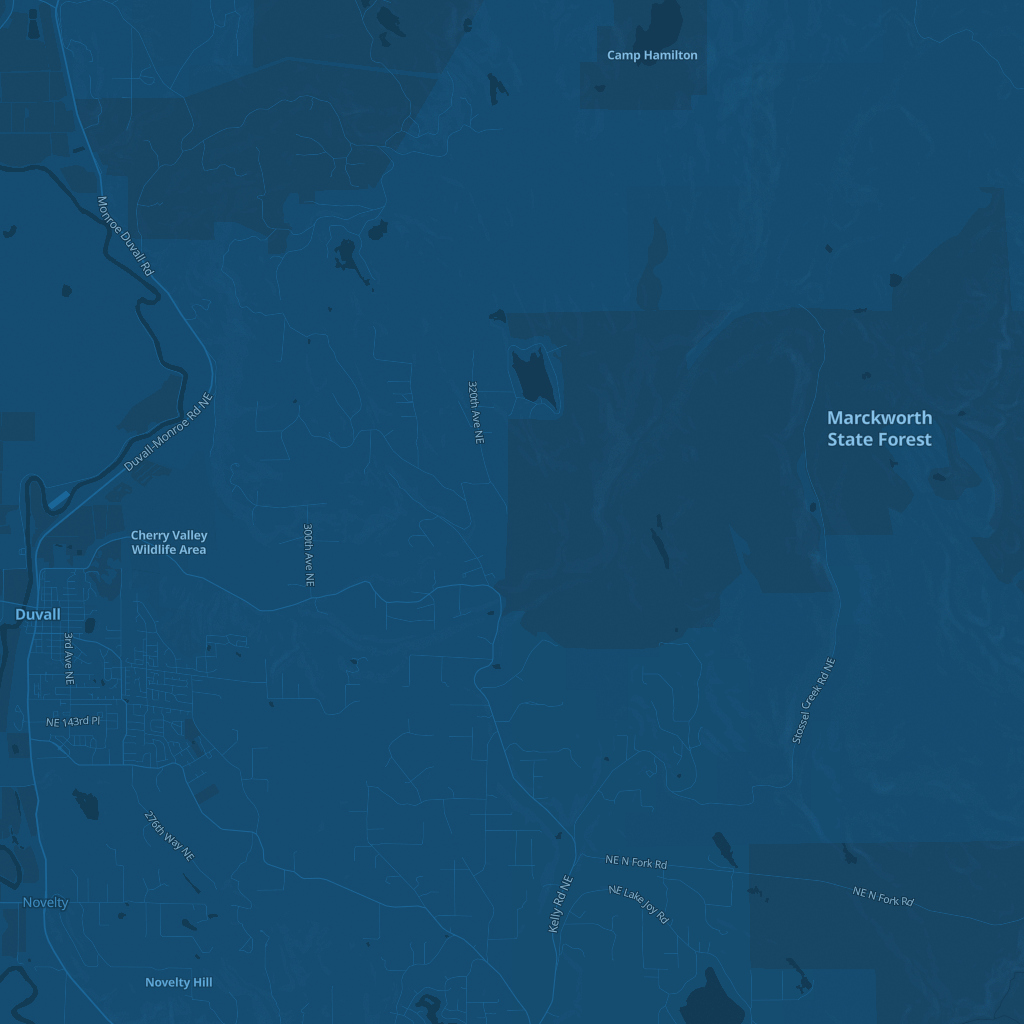 Camp Hamilton
Monroe Duvall Rd
Duvall-Monroe Rd NE
320th Ave NE
Marckworth
State Forest
Cherry Valley
Wildlife Area
300th Ave NE
Duvall
3rd Ave NE
NE 143rd Pl
Stossel Creek Rd NE
276th Way NE
NE N Fork Rd
NE Lake Joy Rd
NE N Fork Rd
Kelly Rd NE
Novelty
Novelty Hill